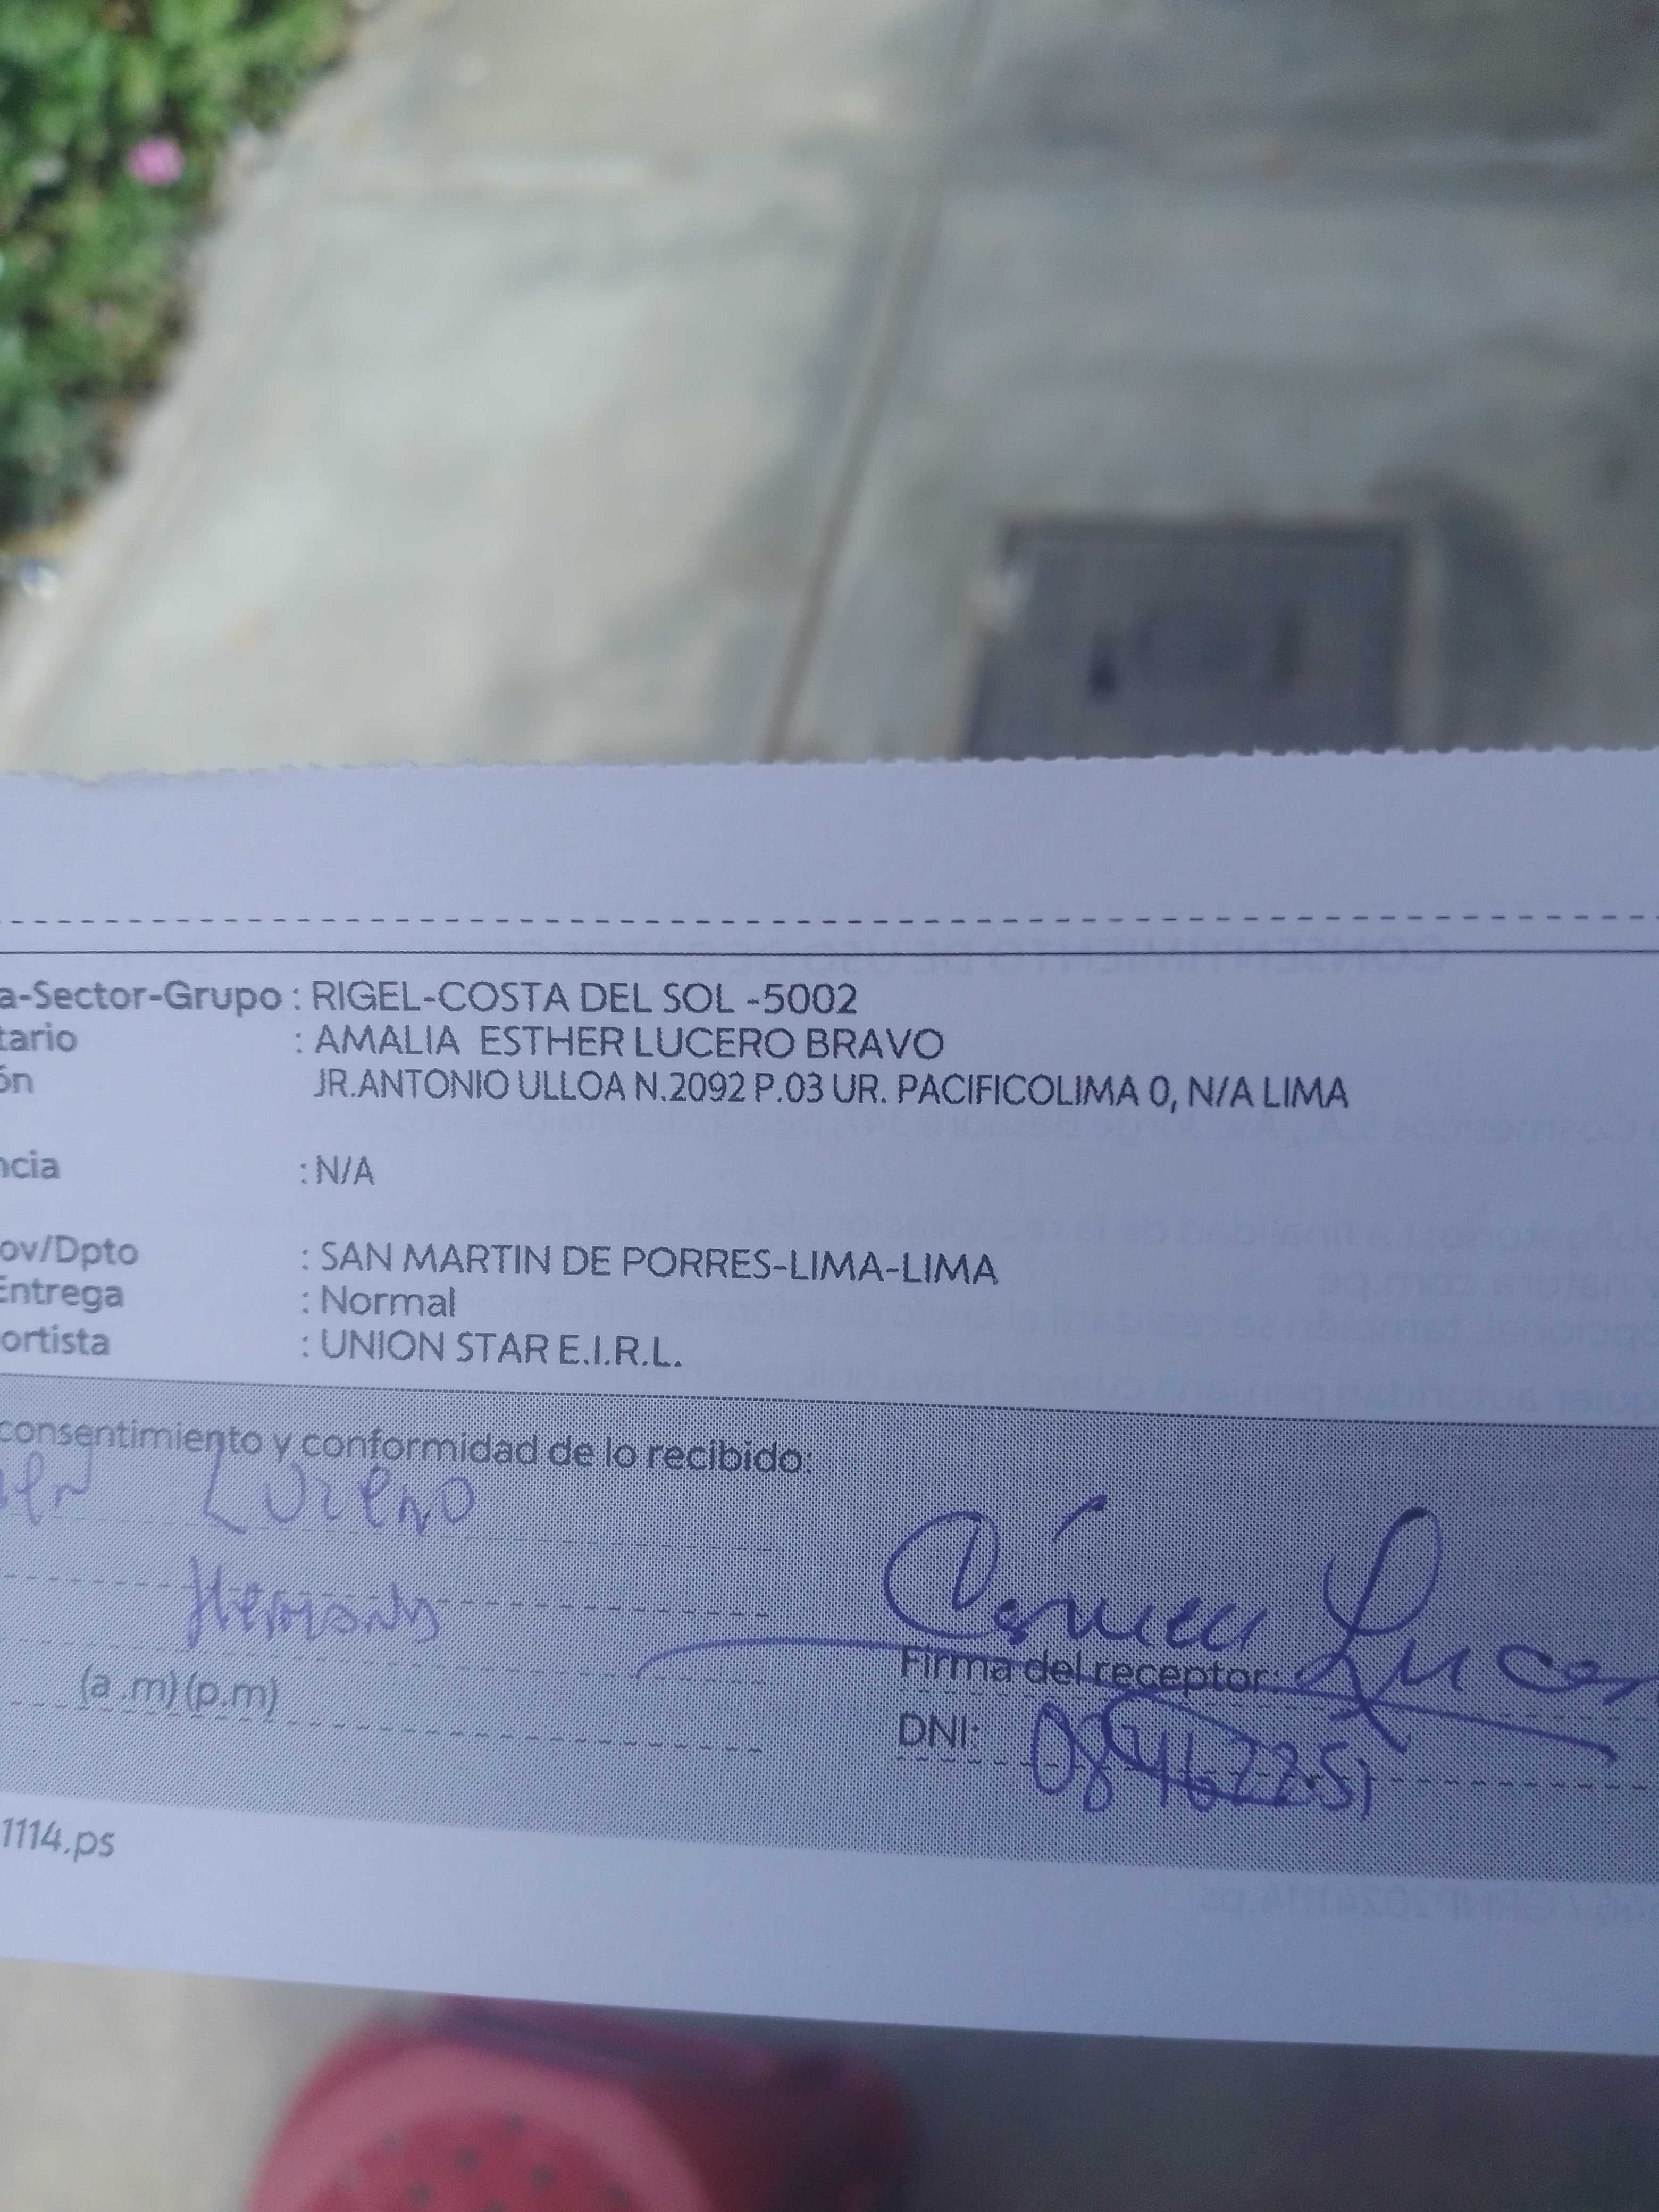 a-Sector-Grupo : RIGEL-COSTA DEL SOL -5002
tario : AMALIA ESTHER LUCERO BRAVO
ón JR.ANTONIO ULLOA N.2092 P.03 UR. PACIFICOLIMA 0, N/A LIMA
ncia : N/A
ov/Dpto : SAN MARTIN DE PORRES-LIMA-LIMA
Entrega : Normal
ortista : UNION STAR E.I.R.L.
consentimiento y conformidad de lo recibido:
Lucero
(a.m)(p.m)
Firma del receptor:
DNI: 08462251
1114.ps